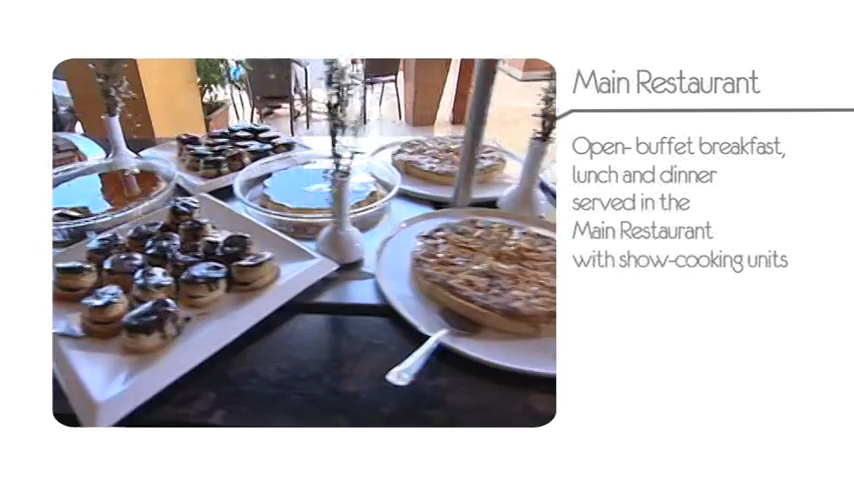 Main Restaurant
Open- buffet breakfast,
lunch and dinner
served in the
Main Restaurant
with show-cooking units